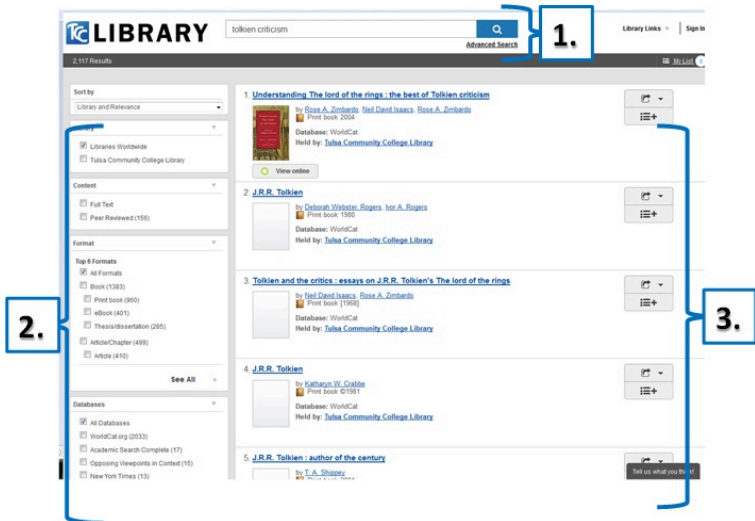 TCC LIBRARY
tolkien criticism
Advanced Search
1.
Library Links
Sign In
2,117 Results
My List
Sort by
Library and Relevance
2.
Libraries Worldwide
Tulsa Community College Library
Content
Full Text
Peer Reviewed (156)
Format
Top 6 Formats
All Formats
Book (1383)
Print book (960)
eBook (401)
Thesis/dissertation (285)
Article/Chapter (499)
Article (410)
See All
Databases
All Databases
WorldCat.org (2033)
Academic Search Complete (17)
Opposing Viewpoints in Context (15)
New York Times (13)
1. Understanding The lord of the rings : the best of Tolkien criticism
by Rose A. Zimbardo, Neil David Isaacs, Rose A. Zimbardo
Print book 2004
Database: WorldCat
Held by: Tulsa Community College Library
View online
2. J.R.R. Tolkien
by Deborah Webster Rogers, Ivor A. Rogers
Print book 1980
Database: WorldCat
Held by: Tulsa Community College Library
3. Tolkien and the critics : essays on J.R.R. Tolkien's The lord of the rings
by Neil David Isaacs, Rose A. Zimbardo
Print book [1968]
Database: WorldCat
Held by: Tulsa Community College Library
4. J.R.R. Tolkien
by Katharyn W. Crabbe
Print book ©1981
Database: WorldCat
Held by: Tulsa Community College Library
5. J.R.R. Tolkien : author of the century
by T. A. Shippey
3.
Tell us what you think!